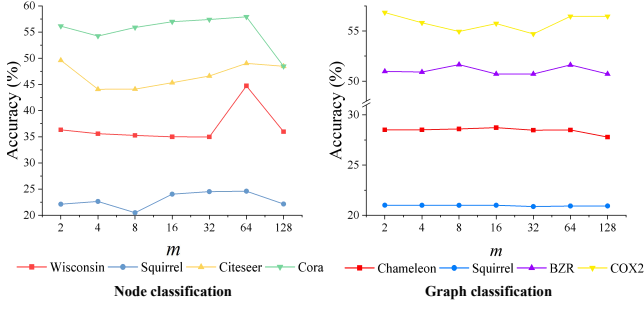 60
55
50
45
40
35
30
25
20
Accuracy (%)
2 4 8 16 32 64 128
m
Wisconsin Squirrel Citeseer Cora
Node classification
55
50
30
25
20
Accuracy (%)
2 4 8 16 32 64 128
m
Chameleon Squirrel BZR COX2
Graph classification